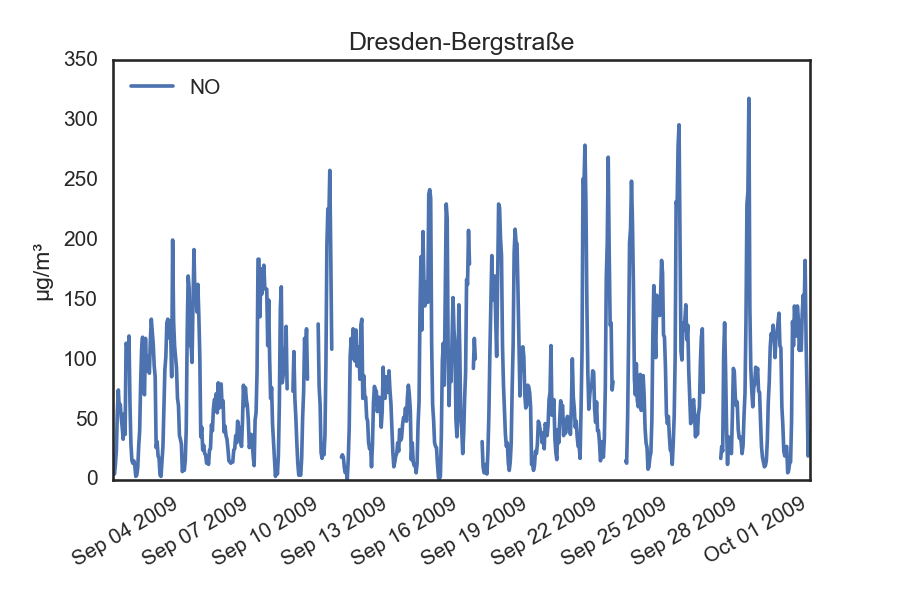 Dresden-Bergstraße
NO
µg/m³
350
300
250
200
150
100
50
0
Sep 04 2009
Sep 07 2009
Sep 10 2009
Sep 13 2009
Sep 16 2009
Sep 19 2009
Sep 22 2009
Sep 25 2009
Sep 28 2009
Oct 01 2009